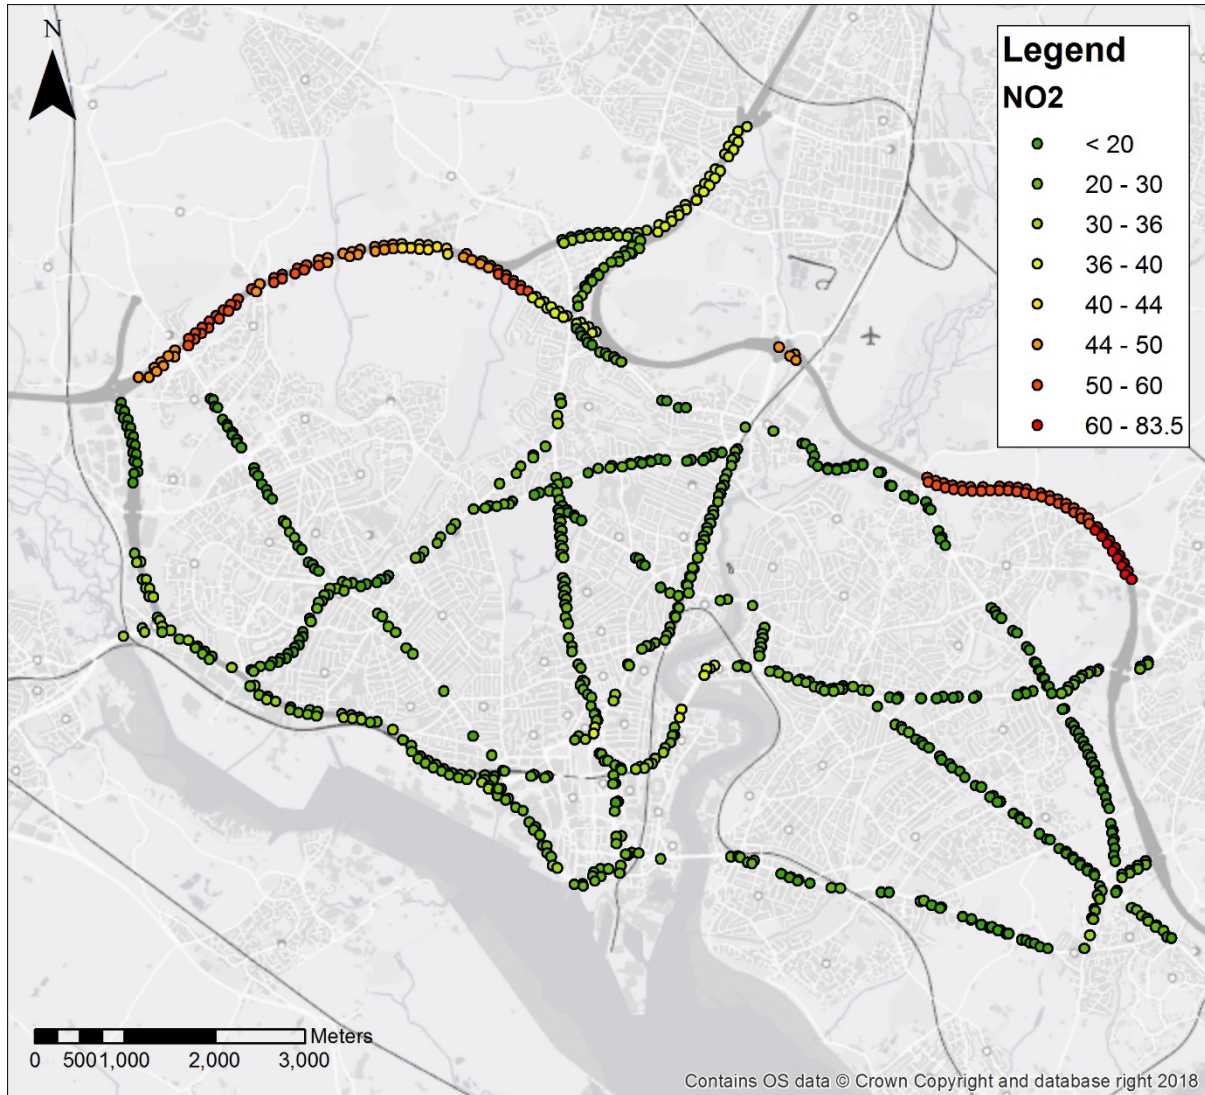 N
Legend
NO2
< 20
20 - 30
30 - 36
36 - 40
40 - 44
44 - 50
50 - 60
60 - 83.5
Meters
0 5001,000 2,000 3,000
Contains OS data © Crown Copyright and database right 2018